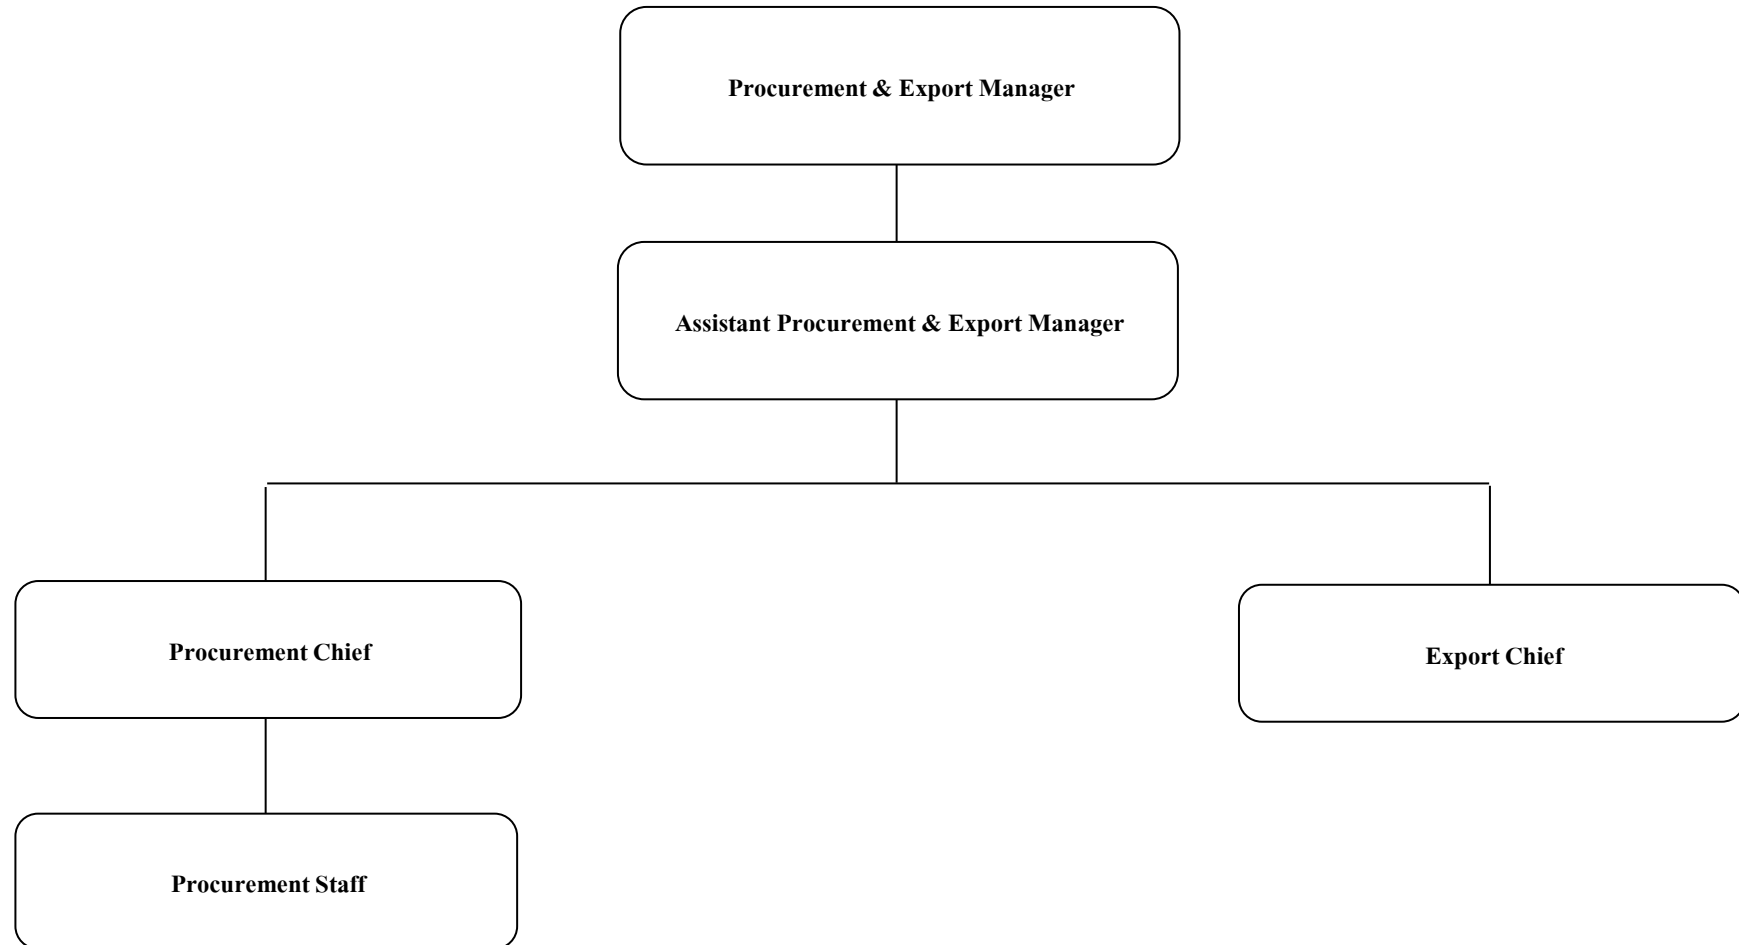 Procurement & Export Manager
Assistant Procurement & Export Manager
Procurement Chief
Export Chief
Procurement Staff